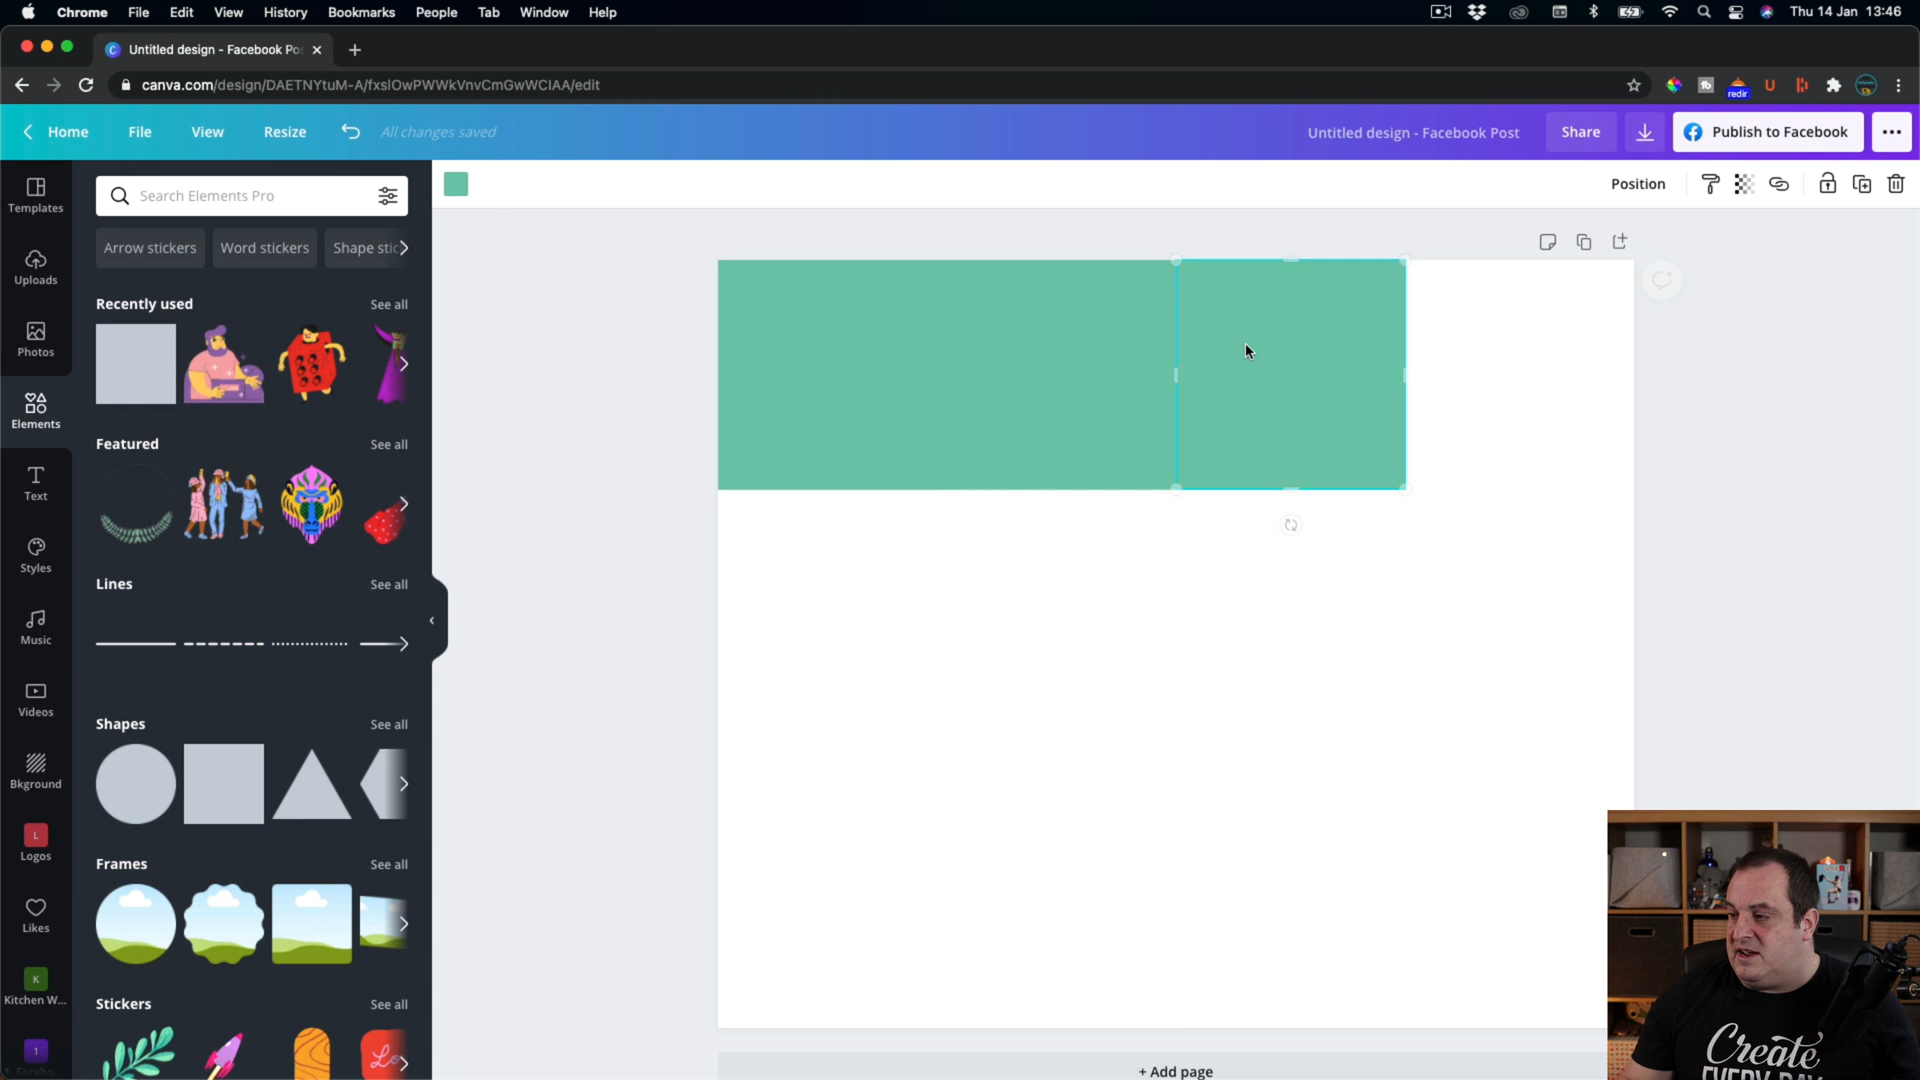 Chrome File Edit View History Bookmarks People Tab Window Help
Thu 14 Jan 13:46
Untitled design - Facebook Po
canva.com/design/DAETNYtuM-A/fxslOwPWWkVnvCmGwWCIAA/edit
redir
Home File View Resize All changes saved
Untitled design - Facebook Post Share Publish to Facebook
Templates
Uploads
Photos
Elements
Text
Styles
Music
Videos
Bkground
L
Logos
Likes
K
Kitchen W...
1
Search Elements Pro
Arrow stickers Word stickers Shape stic
Recently used See all
Featured See all
Lines See all
Shapes See all
Frames See all
Stickers See all
Position
+ Add page
Create
EVERY DAY